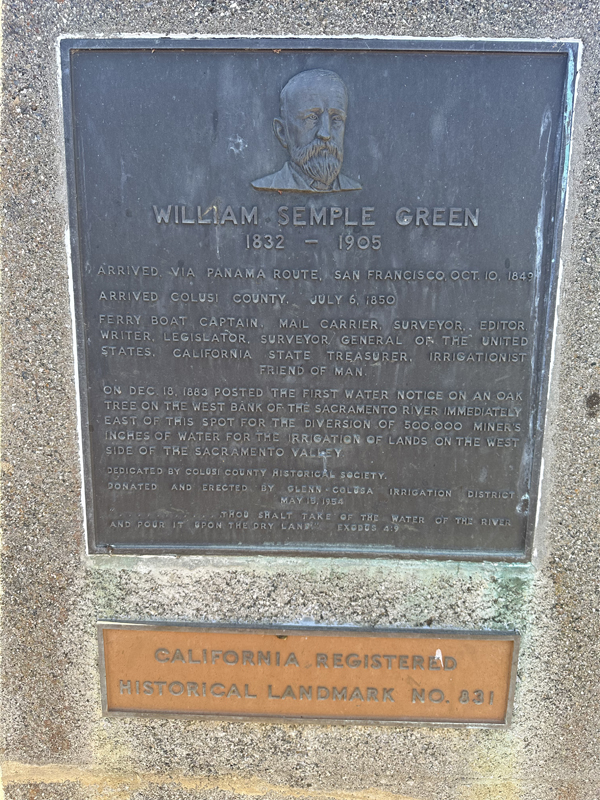 WILLIAM SEMPLE GREEN
1832 — 1905
ARRIVED, VIA PANAMA ROUTE, SAN FRANCISCO, OCT. 10, 1849
ARRIVED COLUSI COUNTY, JULY 6, 1850
FERRY BOAT CAPTAIN, MAIL CARRIER, SURVEYOR, EDITOR
WRITER, LEGISLATOR, SURVEYOR GENERAL OF THE UNITED
STATES, CALIFORNIA STATE TREASURER, IRRIGATIONIST
FRIEND OF MAN.
ON DEC. 18, 1883 POSTED THE FIRST WATER NOTICE ON AN OAK
TREE ON THE WEST BANK OF THE SACRAMENTO RIVER IMMEDIATELY
EAST OF THIS SPOT FOR THE DIVERSION OF 500,000 MINER'S
INCHES OF WATER FOR THE IRRIGATION OF LANDS ON THE WEST
SIDE OF THE SACRAMENTO VALLEY.
DEDICATED BY COLUSI COUNTY HISTORICAL SOCIETY.
DONATED AND ERECTED BY GLENN-COLUSA IRRIGATION DISTRICT
MAY 15, 1954
.......... THOU SHALT TAKE OF THE WATER OF THE RIVER
AND POUR IT UPON THE DRY LAND" EXODUS 4:9
CALIFORNIA REGISTERED
HISTORICAL LANDMARK NO. 831